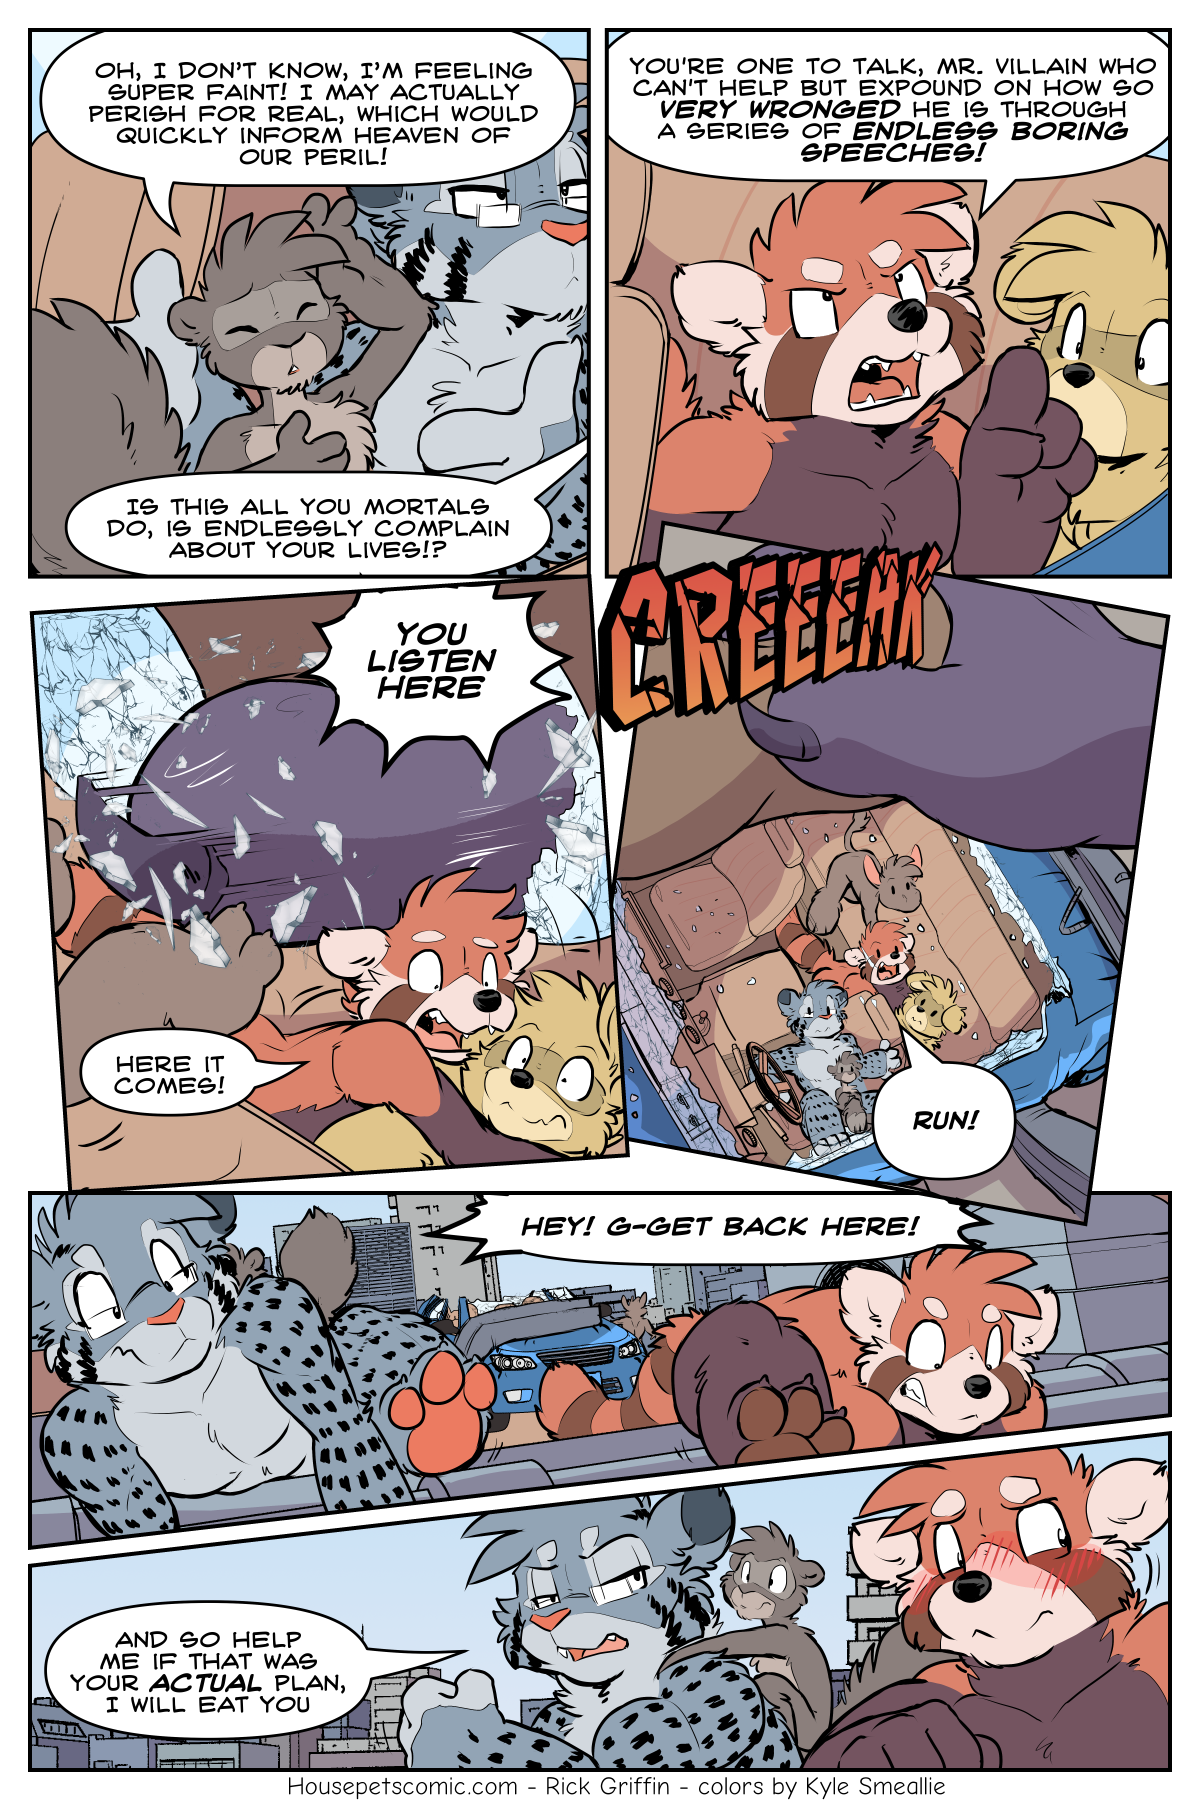 OH, I DON'T KNOW, I'M FEELING
SUPER FAINT! I MAY ACTUALLY
PERISH FOR REAL, WHICH WOULD
QUICKLY INFORM HEAVEN OF
OUR PERIL!
IS THIS ALL YOU MORTALS
DO, IS ENDLESSLY COMPLAIN
ABOUT YOUR LIVES!?
YOU'RE ONE TO TALK, MR. VILLAIN WHO
CAN'T HELP BUT EXPOUND ON HOW SO
VERY WRONGED HE IS THROUGH
A SERIES OF ENDLESS BORING
SPEECHES!
YOU
LISTEN
HERE
HERE IT
COMES!
CREEEAK
RUN!
HEY! G-GET BACK HERE!
AND SO HELP
ME IF THAT WAS
YOUR ACTUAL PLAN,
I WILL EAT YOU
Housepetscomic.com - Rick Griffin - colors by Kyle Smeallie